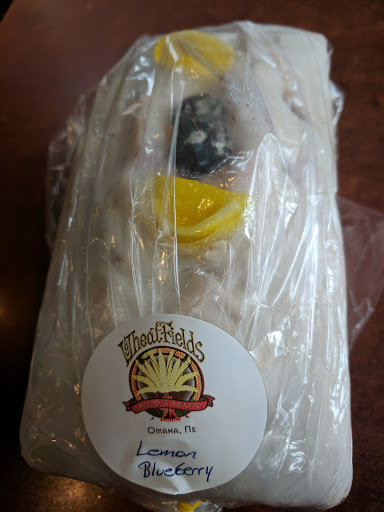 WheatFields
OMAHA, NE
Lemon
Blueberry